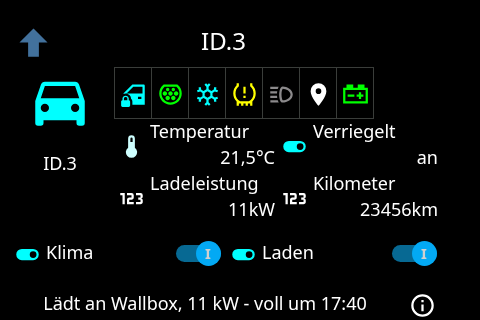 ID.3
ID.3
Temperatur
21,5°C
Verriegelt
an
123 Ladeleistung
11kW
123 Kilometer
23456km
Klima
I
Laden
I
Lädt an Wallbox, 11 kW - voll um 17:40